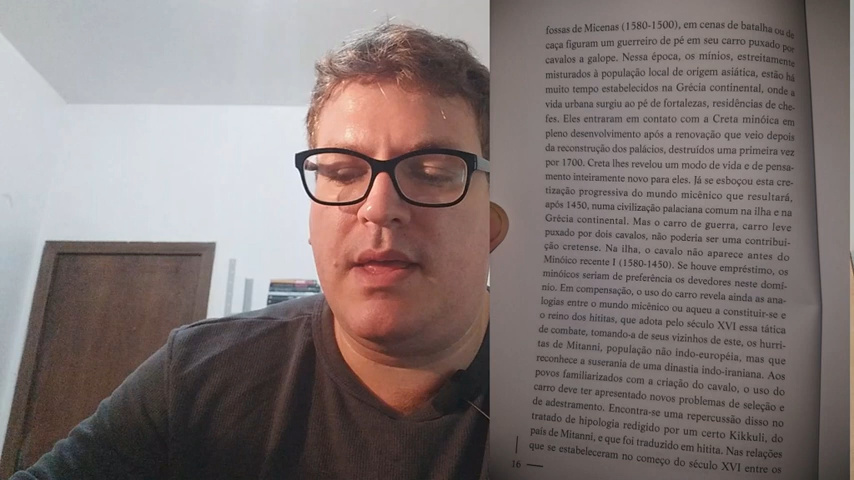 fossas de Micenas (1580-1500), em cenas de batalha ou de
caça figuram um guerreiro de pé em seu carro puxado por
cavalos a galope. Nessa época, os mínios, estreitamente
misturados à população local de origem asiática, estão há
muito tempo estabelecidos na Grécia continental, onde a
vida urbana surgiu ao pé de fortalezas, residências de che-
fes. Eles entraram em contato com a Creta minóica em
pleno desenvolvimento após a renovação que veio depois
da reconstrução dos palácios, destruídos uma primeira vez
por 1700. Creta lhes revelou um modo de vida e de pensa-
mento inteiramente novo para eles. Já se esboçou esta cre-
tização progressiva do mundo micênico que resultará,
após 1450, numa civilização palaciana comum na ilha e na
Grécia continental. Mas o carro de guerra, carro leve
puxado por dois cavalos, não poderia ser uma contribui-
ção cretense. Na ilha, o cavalo não aparece antes do
Minóico recente I (1580-1450). Se houve empréstimo, os
minóicos seriam de preferência os devedores neste domí-
nio. Em compensação, o uso do carro revela ainda as ana-
logias entre o mundo micênico ou aqueu a constituir-se e
o reino dos hititas, que adota pelo século XVI essa tática
de combate, tomando-a de seus vizinhos de este, os hurri-
tas de Mitanni, população não indo-européia, mas que
reconhece a suserania de uma dinastia indo-iraniana. Aos
povos familiarizados com a criação do cavalo, o uso do
carro deve ter apresentado novos problemas de seleção e
de adestramento. Encontra-se uma repercussão disso no
tratado de hipologia redigido por um certo Kikkuli, do
país de Mitanni, e que foi traduzido em hitita. Nas relações
que se estabeleceram no começo do século XVI entre os
16